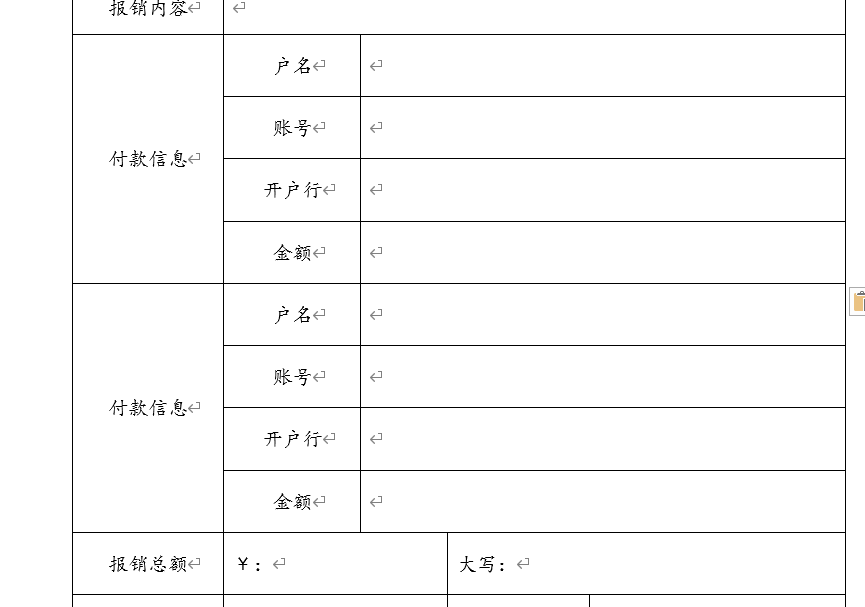 报销内容
付款信息
户名
账号
开户行
金额
付款信息
户名
账号
开户行
金额
报销总额 ¥： 大写：